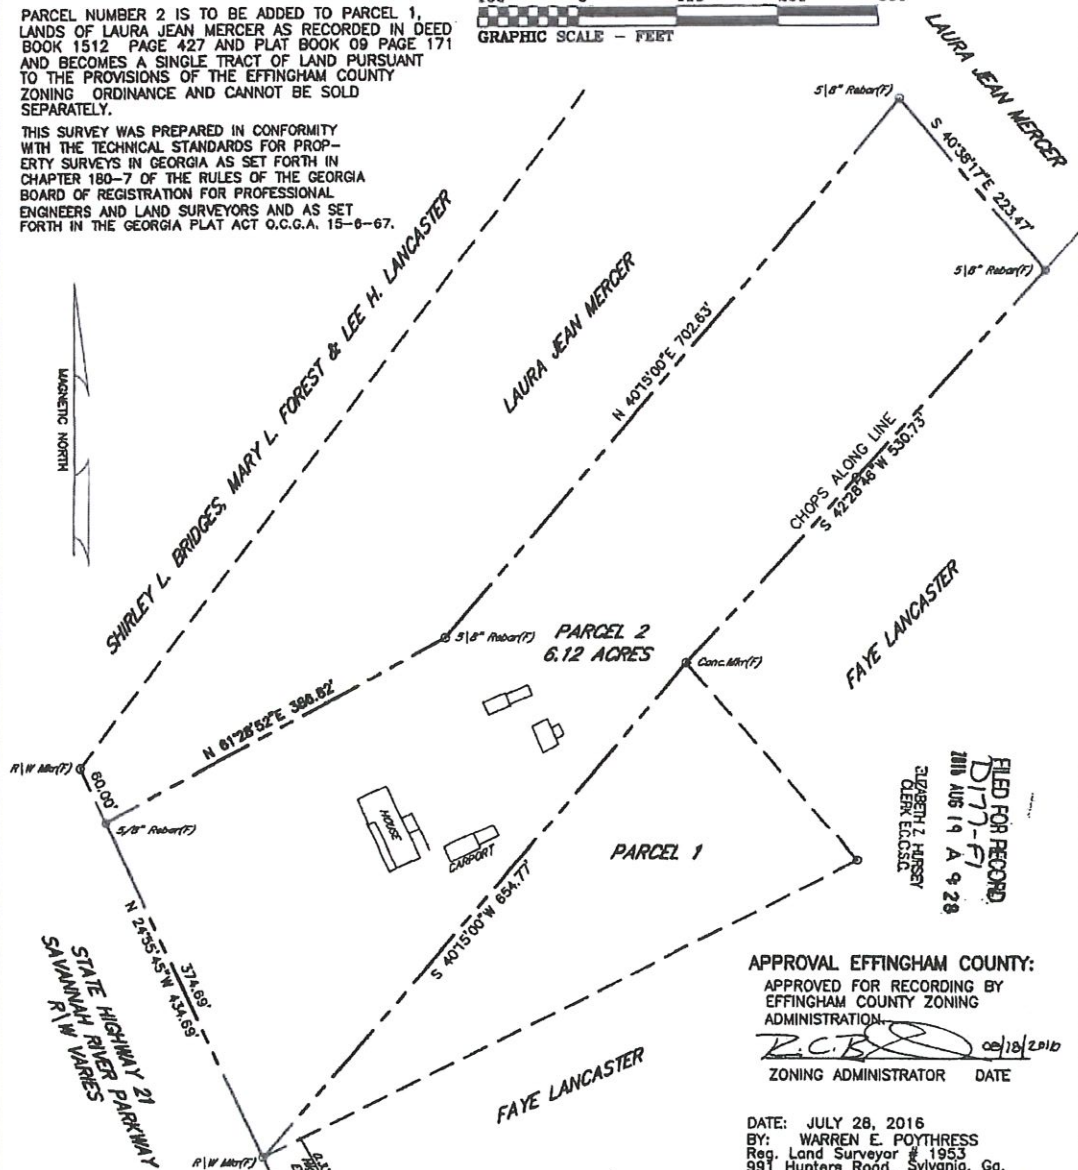 PARCEL NUMBER 2 IS TO BE ADDED TO PARCEL 1,
LANDS OF LAURA JEAN MERCER AS RECORDED IN DEED
BOOK 1512 PAGE 427 AND PLAT BOOK 09 PAGE 171
AND BECOMES A SINGLE TRACT OF LAND PURSUANT
TO THE PROVISIONS OF THE EFFINGHAM COUNTY
ZONING ORDINANCE AND CANNOT BE SOLD
SEPARATELY.
THIS SURVEY WAS PREPARED IN CONFORMITY
WITH THE TECHNICAL STANDARDS FOR PROP-
ERTY SURVEYS IN GEORGIA AS SET FORTH IN
CHAPTER 180-7 OF THE RULES OF THE GEORGIA
BOARD OF REGISTRATION FOR PROFESSIONAL
ENGINEERS AND LAND SURVEYORS AND AS SET
FORTH IN THE GEORGIA PLAT ACT O.C.G.A. 15-6-67.
GRAPHIC SCALE - FEET
LAURA JEAN MERCER
5|8" Rebar(F)
S 40°38'17"E 223.47'
5|8" Rebar(F)
MAGNETIC NORTH
SHIRLEY L. BRIDGES, MARY L. FOREST & LEE H. LANCASTER
LAURA JEAN MERCER
N 40°15'00"E 702.63'
CHOPS ALONG LINE
S 42°28'46"W 530.73'
FAYE LANCASTER
5|8" Rebar(F)
PARCEL 2
6.12 ACRES
Conc.Mkr(F)
N 61°28'52"E 386.82'
R|W Mkr(F)
60.00'
5/8" Rebar(F)
HOUSE
CARPORT
PARCEL 1
S 40°15'00"W 654.77'
374.69'
N 24°55'45"W 434.69'
STATE HIGHWAY 21
SAVANNAH RIVER PARKWAY
R\W VARIES
R|W Mkr(F)
FAYE LANCASTER
FILED FOR RECORD
D177-F1
2016 AUG 19 A 9 28
ELIZABETH Z. HURSEY
CLERK E.C.C.S.C.
APPROVAL EFFINGHAM COUNTY:
APPROVED FOR RECORDING BY
EFFINGHAM COUNTY ZONING
ADMINISTRATION.
08/18/2016
ZONING ADMINISTRATOR DATE
DATE: JULY 28, 2016
BY: WARREN E. POYTHRESS
Reg. Land Surveyor # 1953
991 Hunters Road Sylvania, Ga.